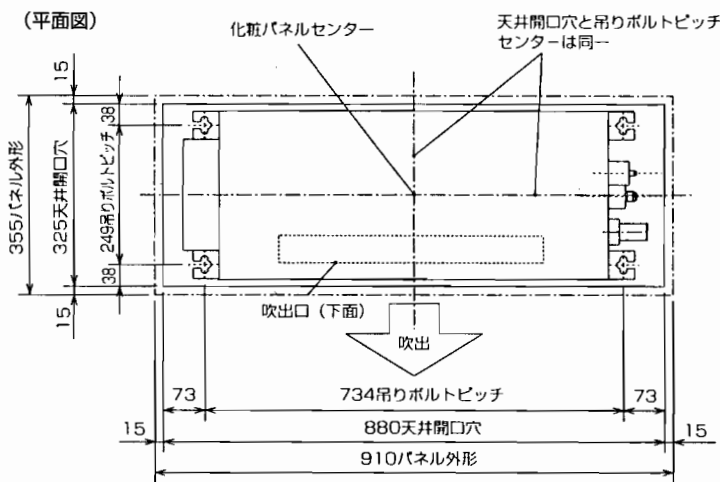 (平面図)
化粧パネルセンター
天井開口穴と吊りボルトピッチ
センターは同一
15
38
355パネル外形
325天井開口穴
249吊りボルトピッチ
38
15
吹出口(下面)
吹出
73
734吊りボルトピッチ
73
15
880天井開口穴
15
910パネル外形